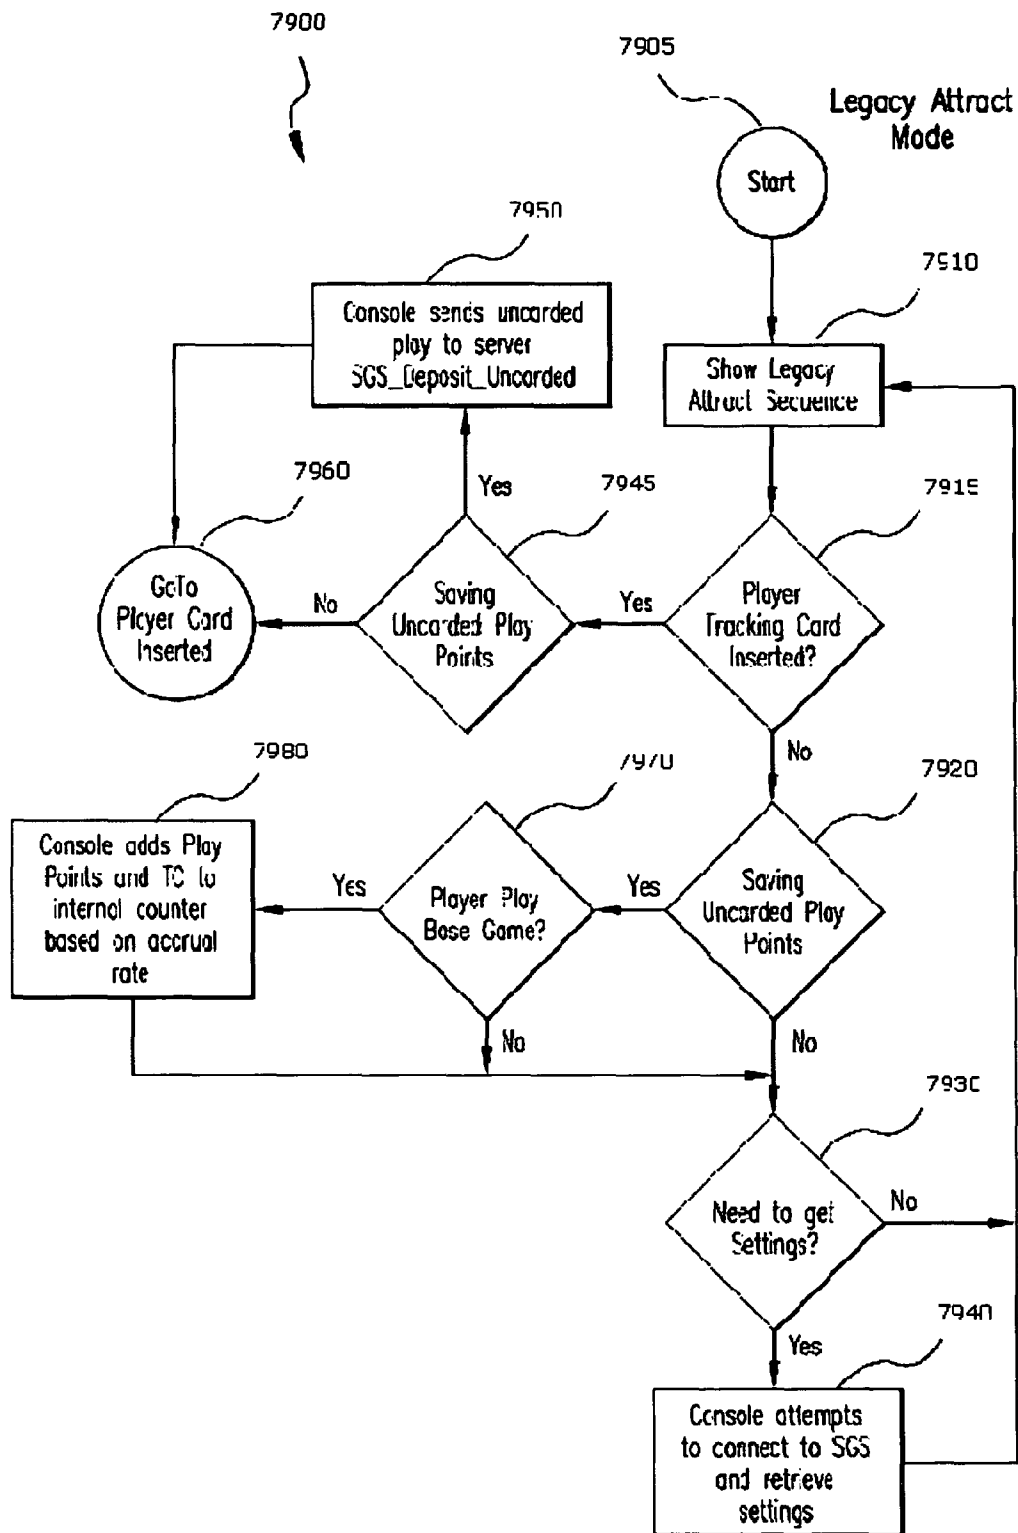 7900
7905
Legacy Attract
Mode
Start
7950
7910
Console sends uncarded
play to server
SGS_Deposit_Uncarded
Show Legacy
Attract Sequence
7960
Yes
7945
7915
GoTo
Player Card
Inserted
No
Saving
Uncarded Play
Points
Yes
Player
Tracking Card
Inserted?
7980
7970
No
7920
Console adds Play
Points and TC to
internal counter
based on accrual
rate
Yes
Player Play
Base Game?
Yes
Saving
Uncarded Play
Points
No
No
7930
Need to get
Settings?
No
7940
Yes
Console attempts
to connect to SGS
and retrieve
settings